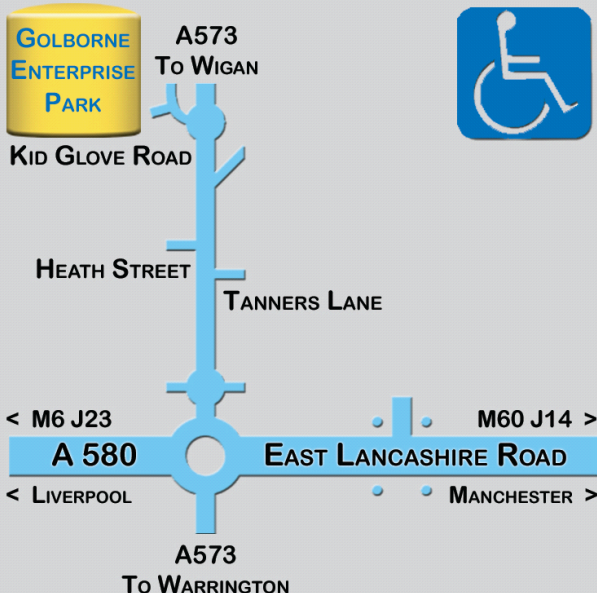 GOLBORNE
ENTERPRISE
PARK
A573
TO WIGAN
KID GLOVE ROAD
HEATH STREET
TANNERS LANE
< M6 J23
M60 J14 >
A 580
EAST LANCASHIRE ROAD
< LIVERPOOL
MANCHESTER >
A573
TO WARRINGTON